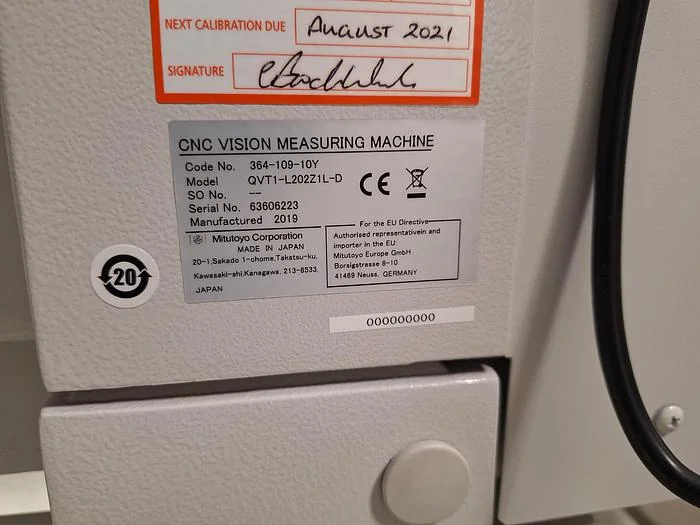 NEXT CALIBRATION DUE August 2021
SIGNATURE
CNC VISION MEASURING MACHINE
Code No. 364-109-10Y
Model QVT1-L202Z1L-D
SO No. --
Serial No. 63606223
Manufactured 2019
CE
Mitutoyo Corporation
MADE IN JAPAN
20-1,Sakado 1-chome,Takatsu-ku,
Kawasaki-shi,Kanagawa, 213-8533,
JAPAN
For the EU Directive
Authorised representativein and
importer in the EU:
Mitutoyo Europe GmbH
Borsigstrasse 8-10
41469 Neuss, GERMANY
20
000000000